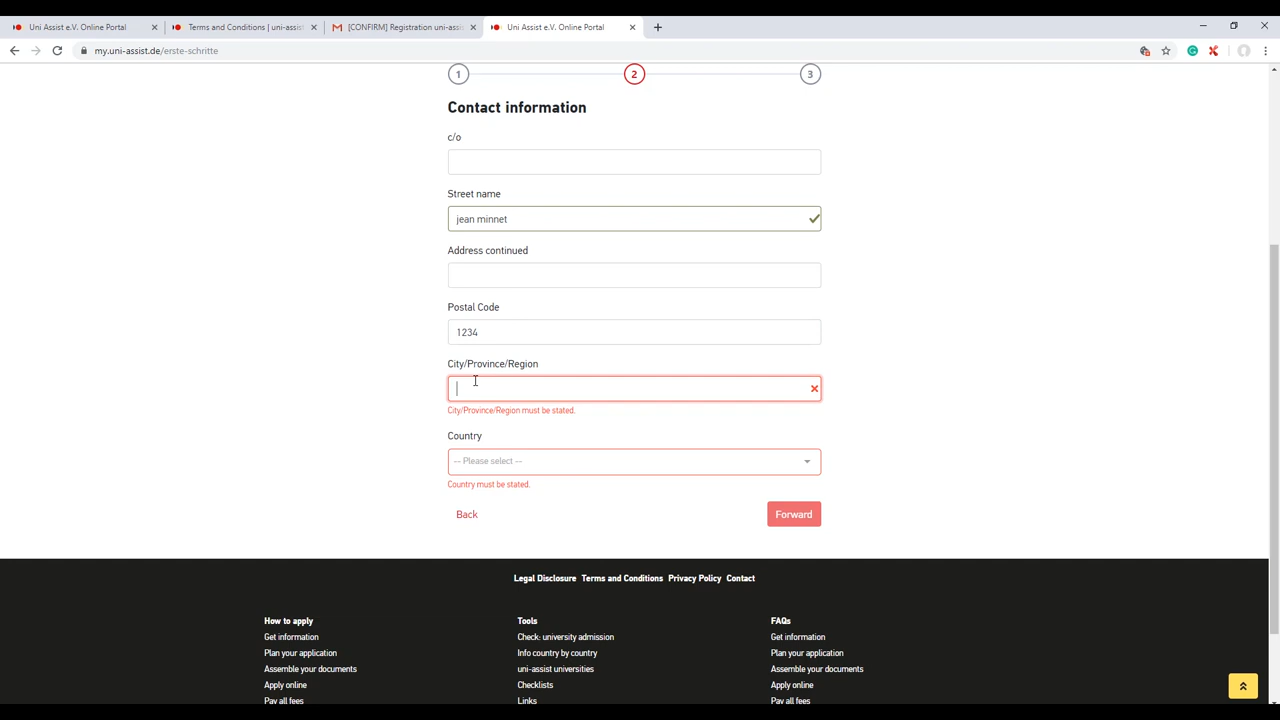 Uni Assist e.V. Online Portal
Terms and Conditions | uni-assist
[CONFIRM] Registration uni-assis
Uni Assist e.V. Online Portal
my.uni-assist.de/erste-schritte
1
2
3
Contact information
c/o
Street name
jean minnet
Address continued
Postal Code
1234
City/Province/Region
City/Province/Region must be stated.
Country
-- Please select --
Country must be stated.
Back
Forward
Legal Disclosure Terms and Conditions Privacy Policy Contact
How to apply
Get information
Plan your application
Assemble your documents
Apply online
Pay all fees
Tools
Check: university admission
Info country by country
uni-assist universities
Checklists
Links
FAQs
Get information
Plan your application
Assemble your documents
Apply online
Pay all fees